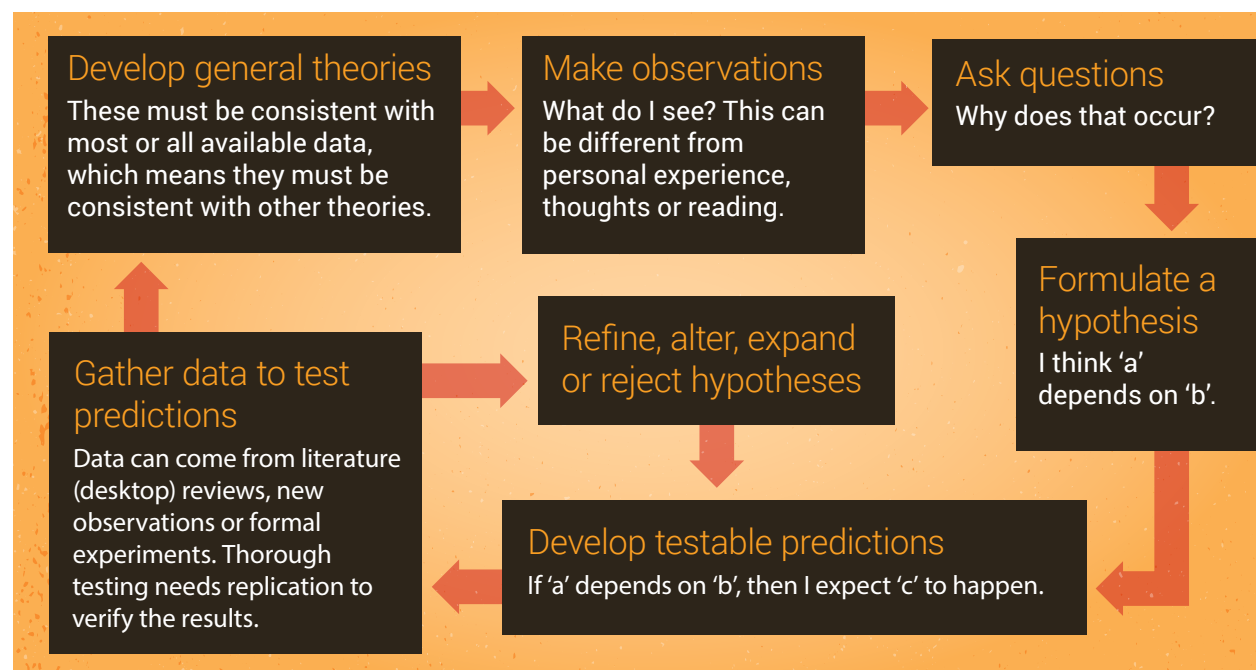 Develop general theories
These must be consistent with
most or all available data,
which means they must be
consistent with other theories.
Make observations
What do I see? This can
be different from
personal experience,
thoughts or reading.
Ask questions
Why does that occur?
Formulate a
hypothesis
I think ‘a’
depends on ‘b’.
Refine, alter, expand
or reject hypotheses
Gather data to test
predictions
Data can come from literature
(desktop) reviews, new
observations or formal
experiments. Thorough
testing needs replication to
verify the results.
Develop testable predictions
If ‘a’ depends on ‘b’, then I expect ‘c’ to happen.